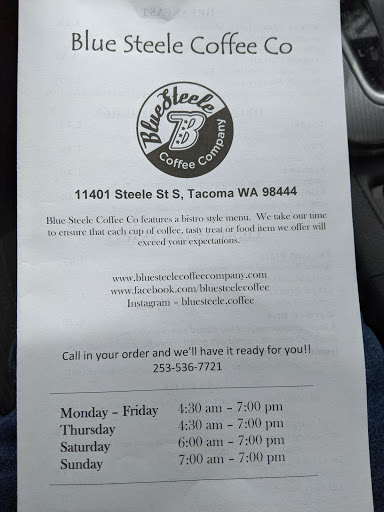 Blue Steele Coffee Co
BlueSteele
B
Coffee Company
11401 Steele St S, Tacoma WA 98444
Blue Steele Coffee Co features a bistro style menu. We take our time
to ensure that each cup of coffee, tasty treat or food item we offer will
exceed your expectations.
www.bluesteelecoffeecompany.com
www.facebook.com/bluesteelecoffee
Instagram – bluesteele.coffee
Call in your order and we'll have it ready for you!!
253-536-7721
Monday – Friday 4:30 am – 7:00 pm
Thursday 4:30 am – 7:00 pm
Saturday 6:00 am – 7:00 pm
Sunday 7:00 am – 7:00 pm